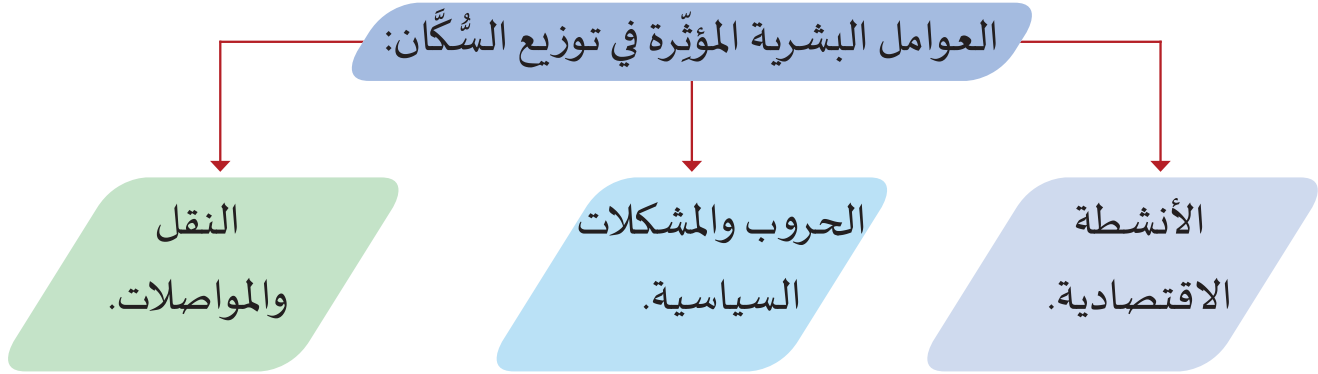 العوامل البشرية المؤثِّرة في توزيع السُّكَّان:
الأنشطة
الاقتصادية.
الحروب والمشكلات
السياسية.
النقل
والمواصلات.